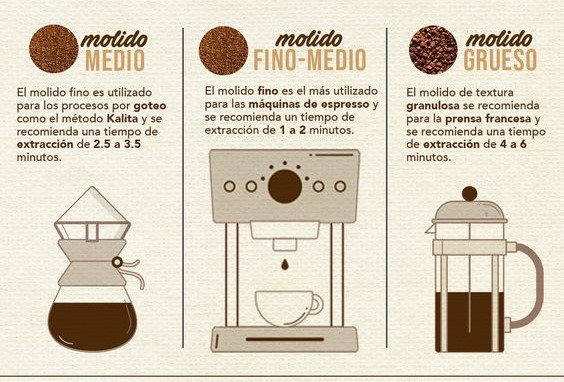 molido
MEDIO
El molido fino es utilizado
para los procesos por goteo
como el método Kalita y se
recomienda una tiempo de
extracción de 2.5 a 3.5
minutos.
molido
FINO-MEDIO
El molido fino es el más utilizado
para las máquinas de espresso y
se recomienda un tiempo de
extracción de 1 a 2 minutos.
molido
GRUESO
El molido de textura
granulosa se recomienda
para la prensa francesa y
se recomienda un tiempo
de extracción de 4 a 6
minutos.